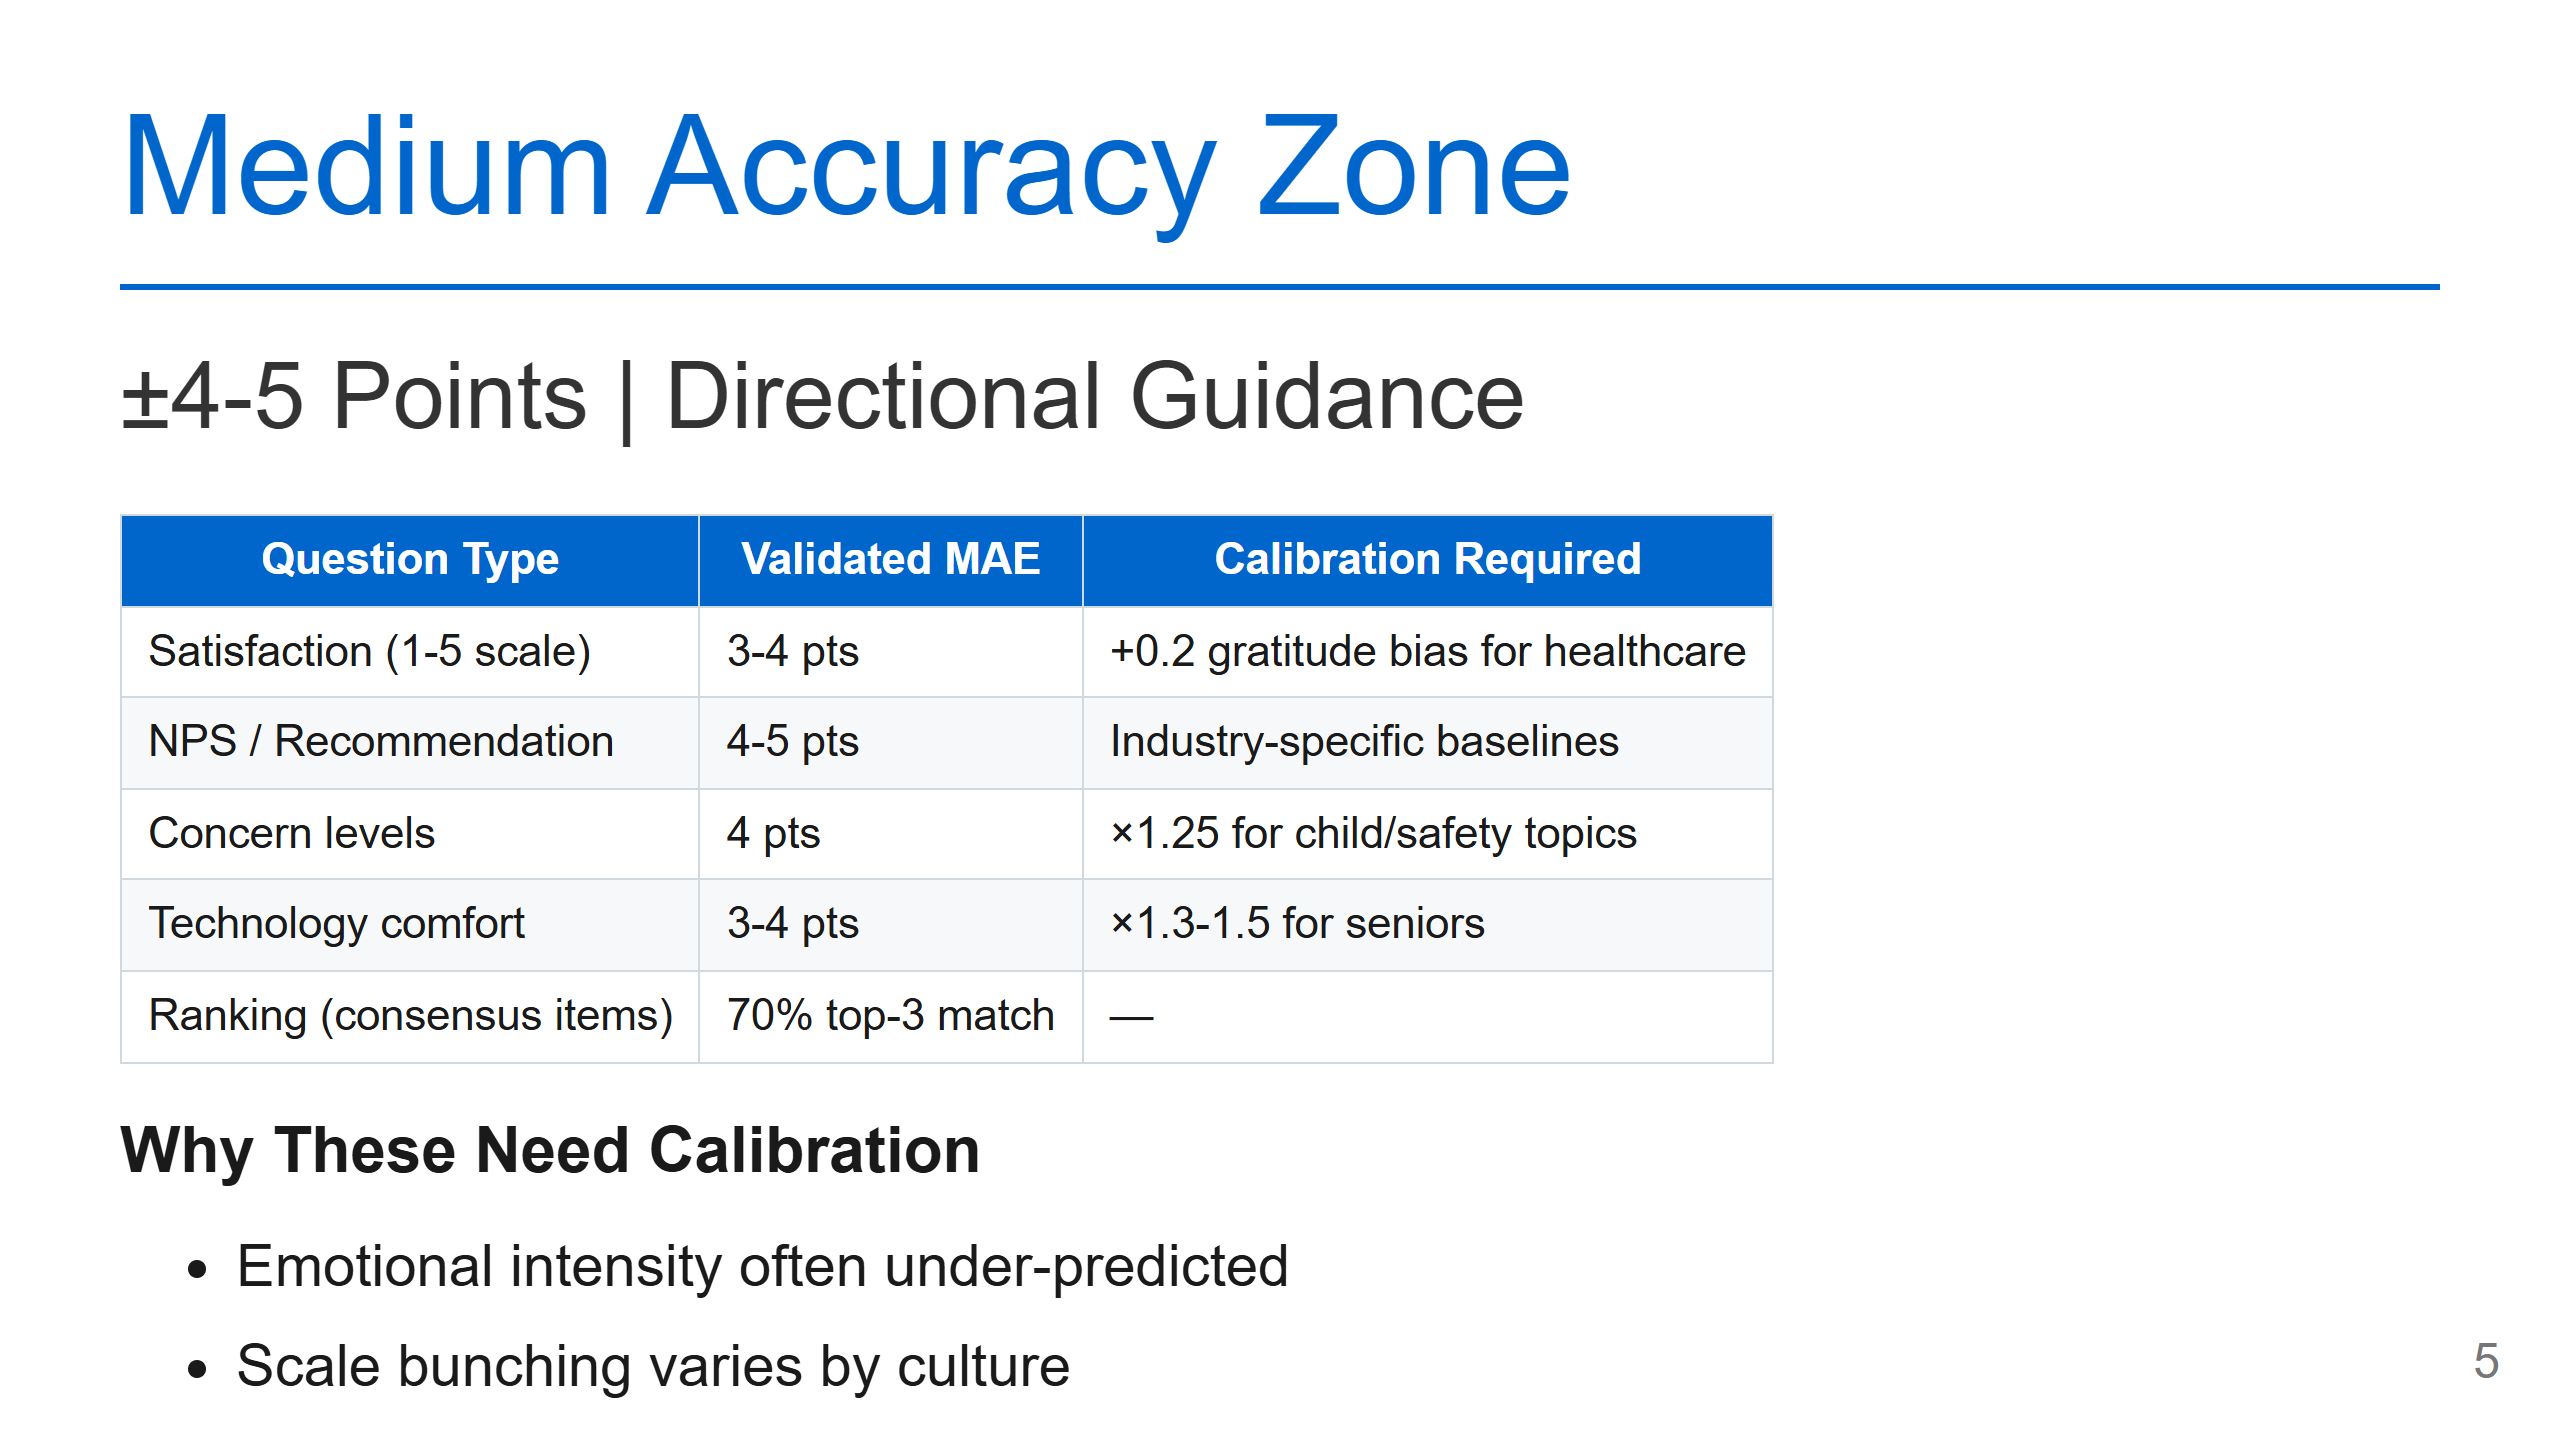 Medium Accuracy Zone
±4-5 Points | Directional Guidance
Question Type Validated MAE Calibration Required
Satisfaction (1-5 scale) 3-4 pts +0.2 gratitude bias for healthcare
NPS / Recommendation 4-5 pts Industry-specific baselines
Concern levels 4 pts ×1.25 for child/safety topics
Technology comfort 3-4 pts ×1.3-1.5 for seniors
Ranking (consensus items) 70% top-3 match —
Why These Need Calibration
• Emotional intensity often under-predicted
• Scale bunching varies by culture
5